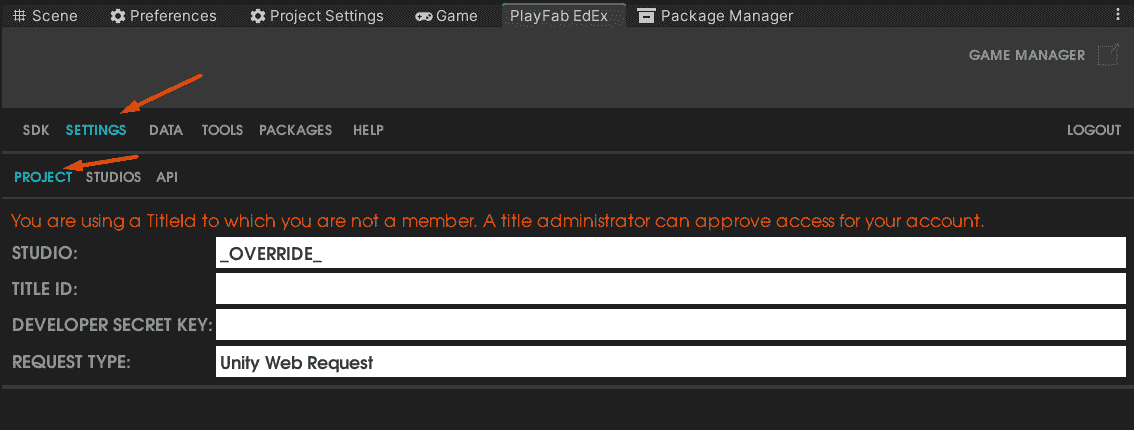 Scene Preferences Project Settings Game PlayFab EdEx Package Manager
GAME MANAGER
SDK SETTINGS DATA TOOLS PACKAGES HELP LOGOUT
PROJECT STUDIOS API
You are using a TitleId to which you are not a member. A title administrator can approve access for your account.
STUDIO: _OVERRIDE_
TITLE ID:
DEVELOPER SECRET KEY:
REQUEST TYPE: Unity Web Request